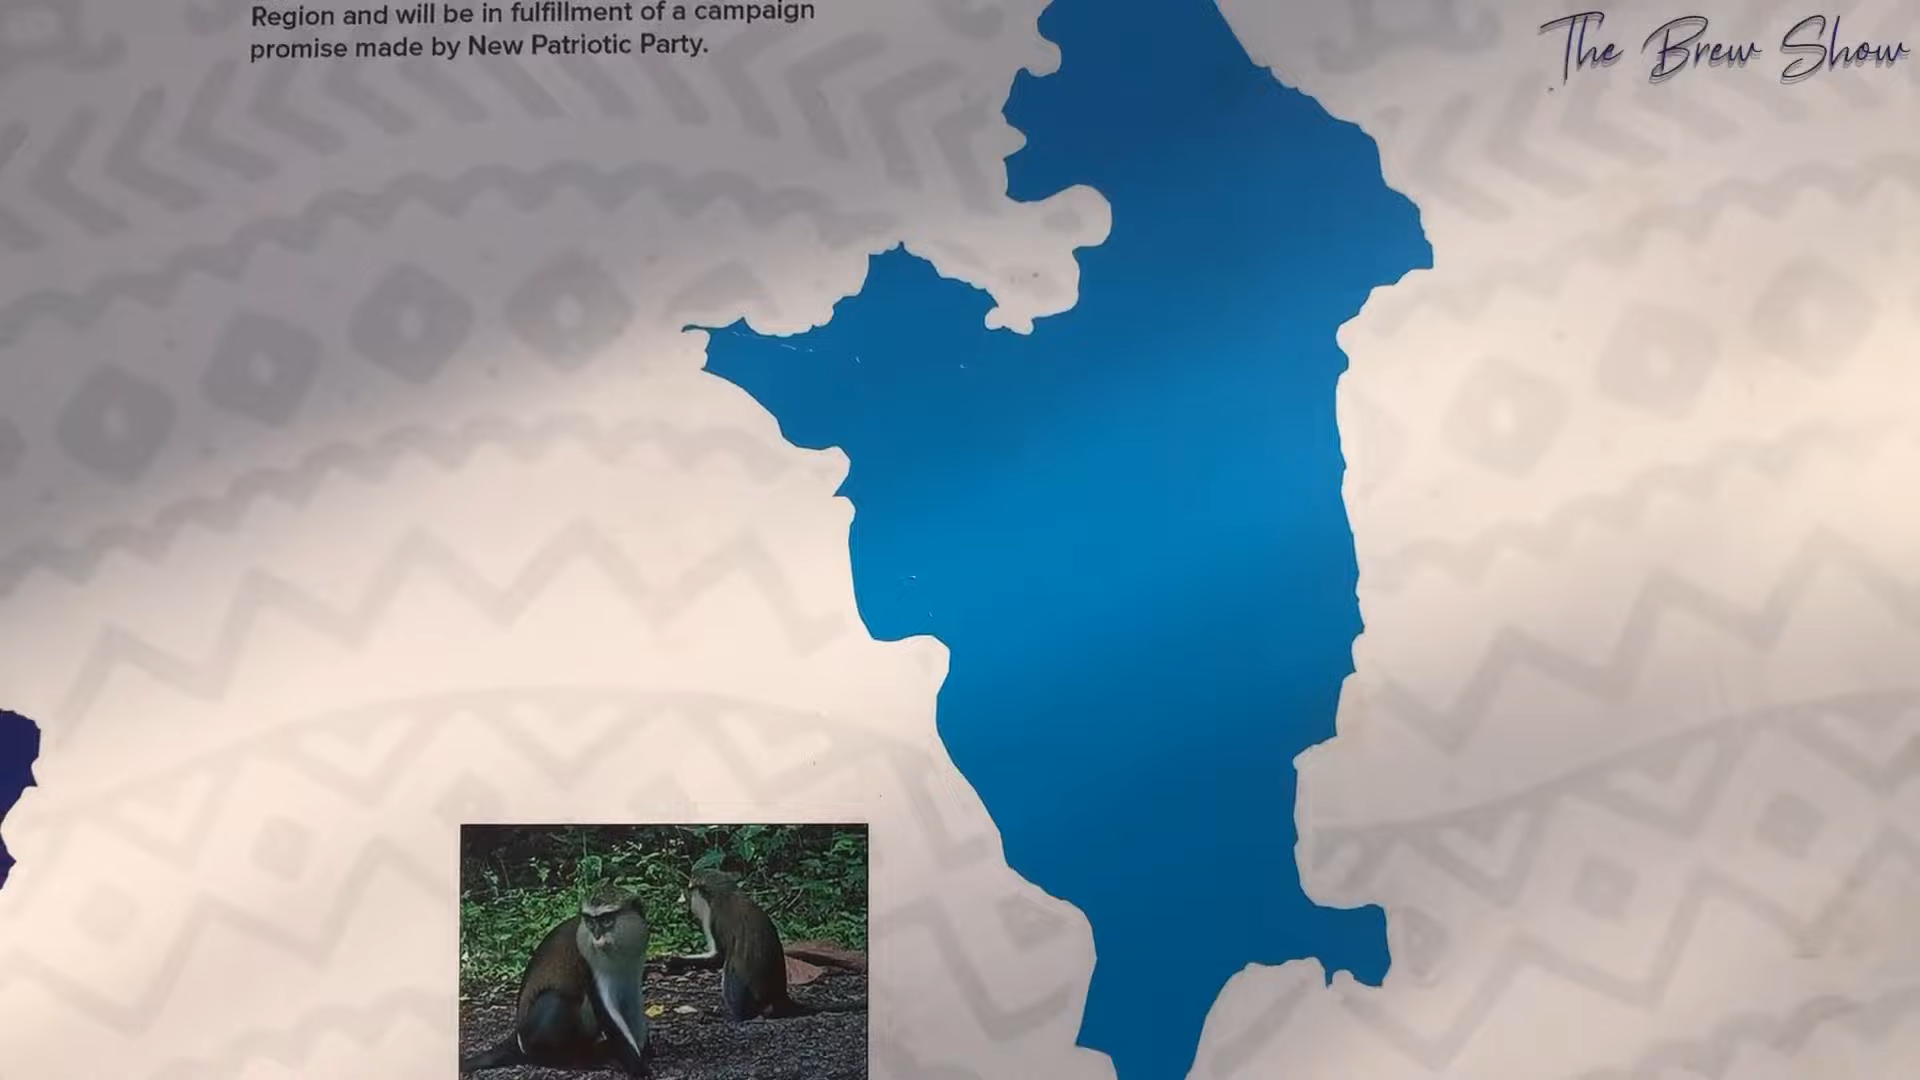 Region and will be in fulfillment of a campaign
promise made by New Patriotic Party.
The Brew Show